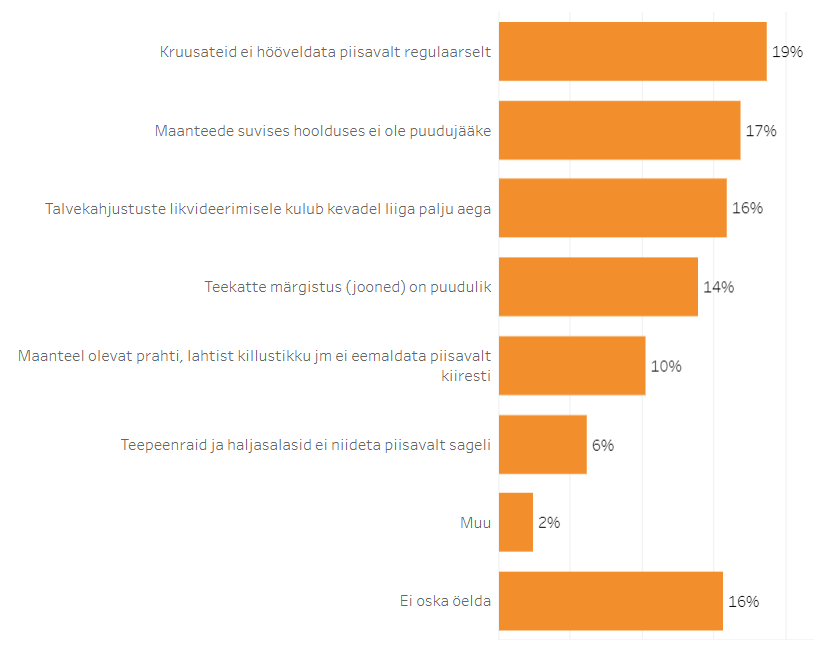 Kruusateid ei hööveldata piisavalt regulaarselt 19%
Maanteede suvises hoolduses ei ole puudujääke 17%
Talvekahjustuste likvideerimisele kulub kevadel liiga palju aega 16%
Teekatte märgistus (jooned) on puudulik 14%
Maanteel olevat prahti, lahtist killustikku jm ei eemaldata piisavalt
kiiresti 10%
Teepeenraid ja haljasalasid ei niideta piisavalt sageli 6%
Muu 2%
Ei oska öelda 16%